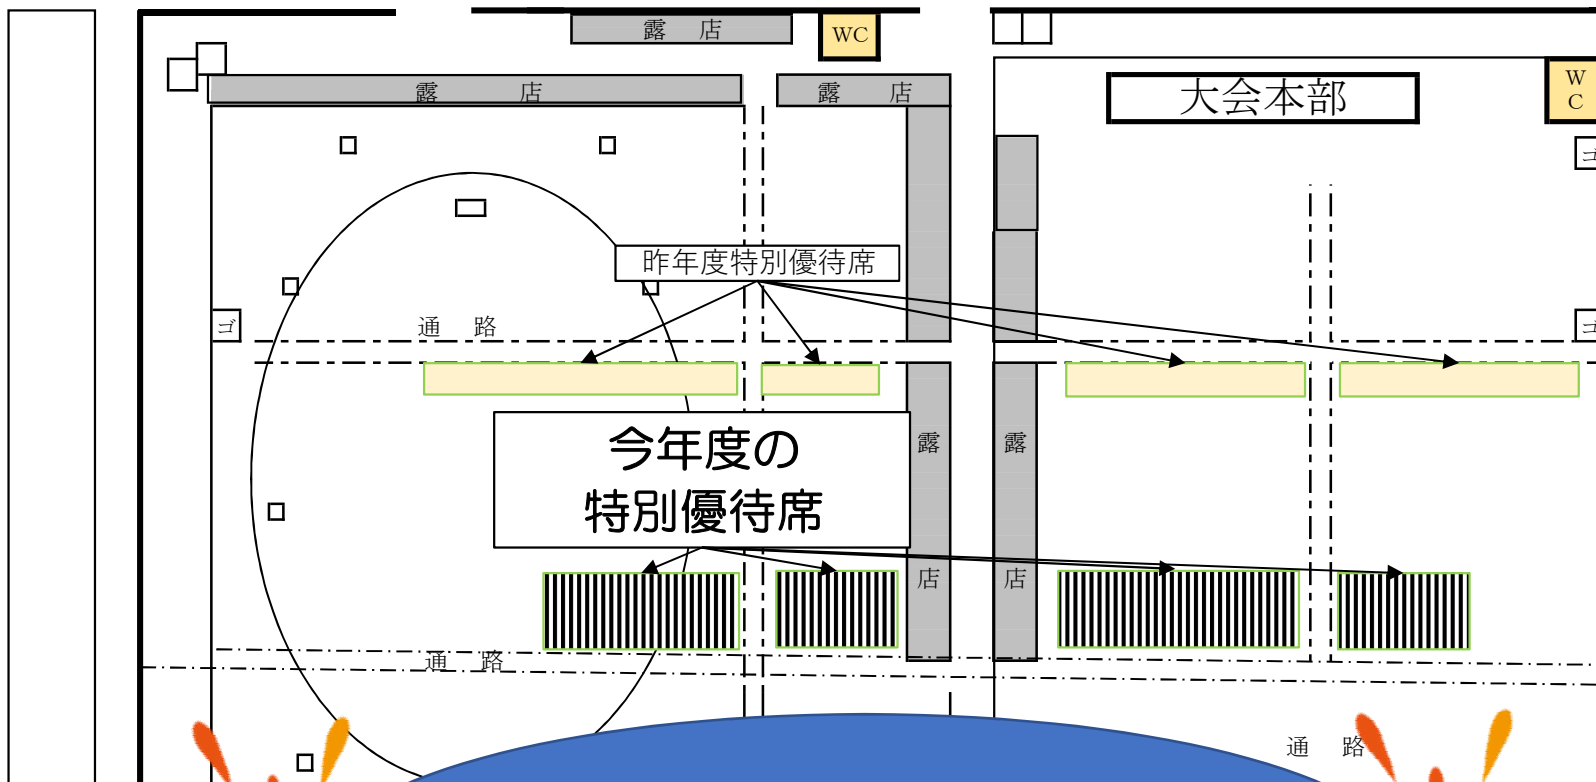 露 店
WC
露 店
露 店
大会本部
W
C
昨年度特別優待席
ゴ
通 路
今年度の
特別優待席
露
店
露
店
通 路
通 路